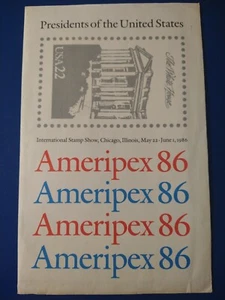 Presidents of the United States
USA 22
The White House
International Stamp Show, Chicago, Illinois, May 22-June 1, 1986
Ameripex 86
Ameripex 86
Ameripex 86
Ameripex 86